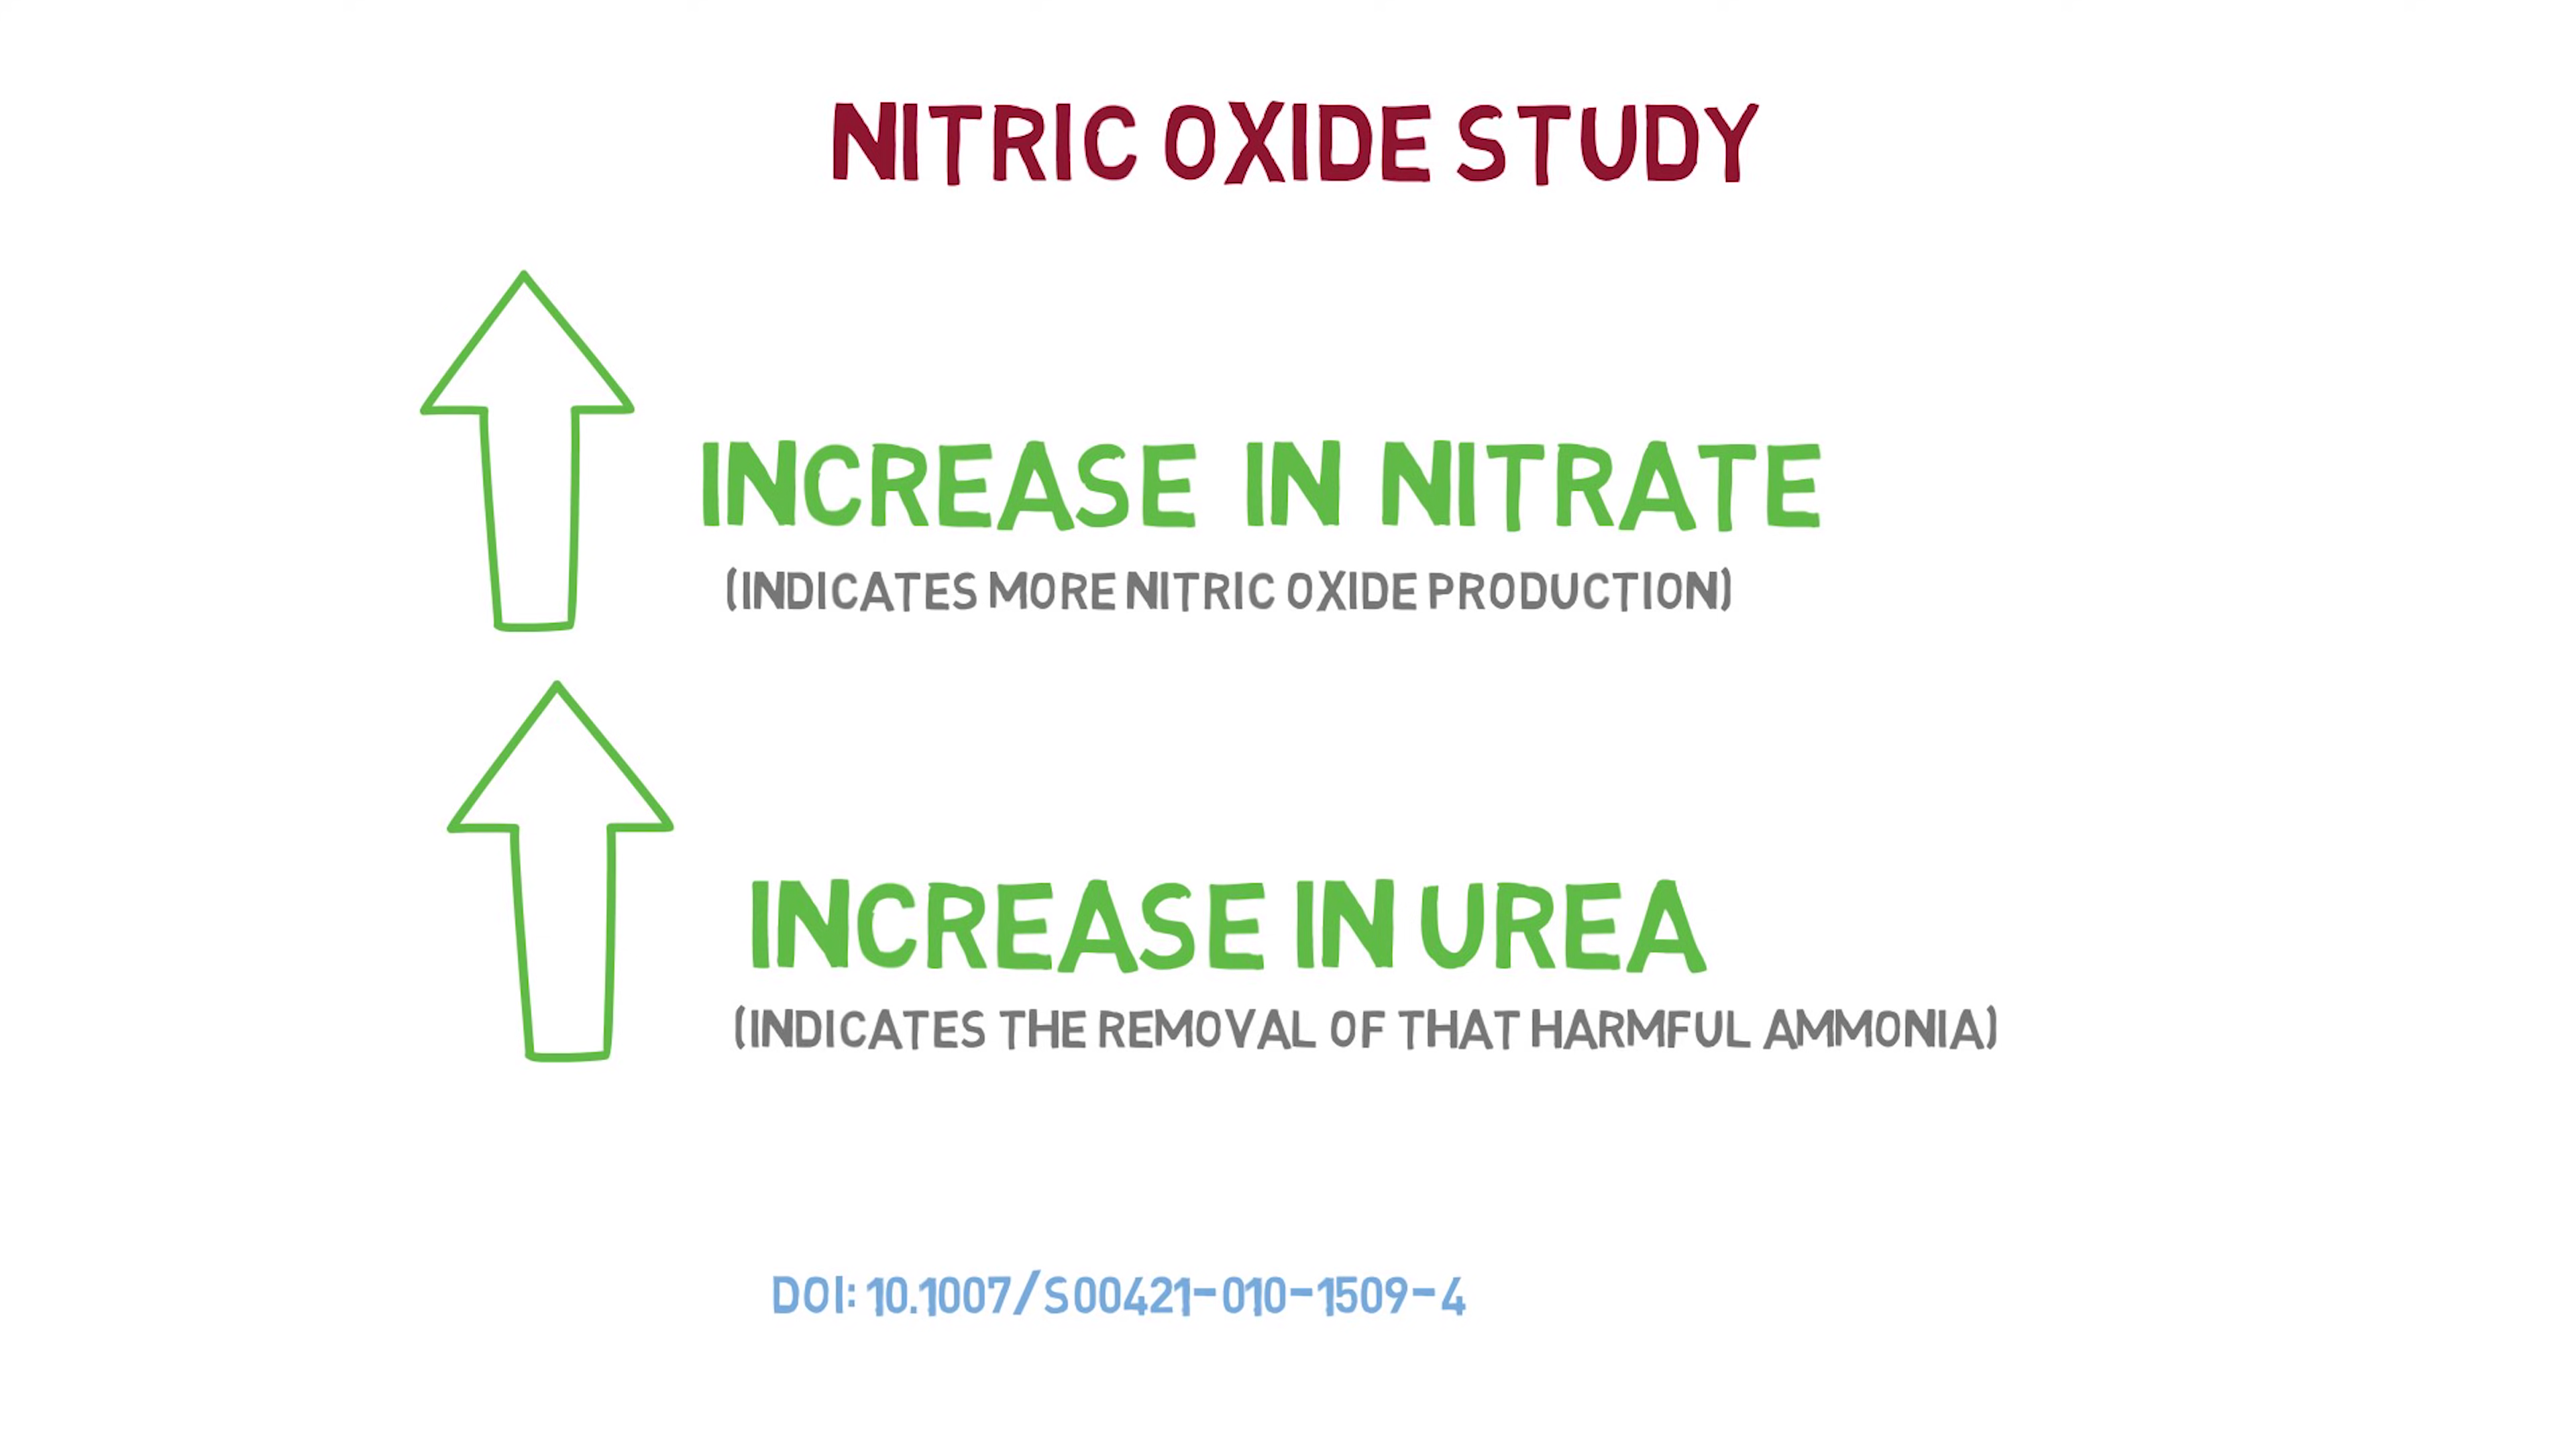 NITRIC OXIDE STUDY
INCREASE IN NITRATE
(INDICATES MORE NITRIC OXIDE PRODUCTION)
INCREASE IN UREA
(INDICATES THE REMOVAL OF THAT HARMFUL AMMONIA)
DOI: 10.1007/S00421-010-1509-4